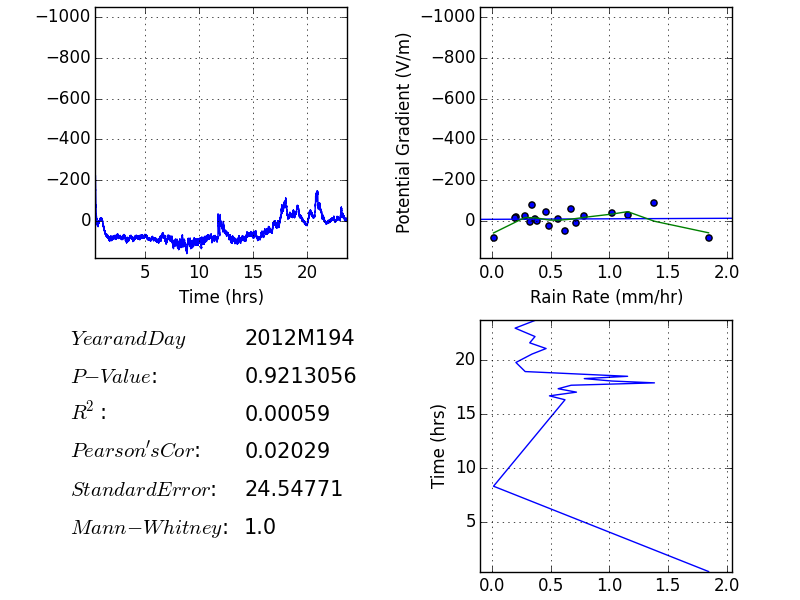 −1000
−800
−600
−400
−200
0
5 10 15 20
Time (hrs)
Potential Gradient (V/m)
−1000
−800
−600
−400
−200
0
0.0 0.5 1.0 1.5 2.0
Rain Rate (mm/hr)
YearandDay 2012M194
P−Value: 0.9213056
R²: 0.00059
Pearson'sCor: 0.02029
StandardError: 24.54771
Mann−Whitney: 1.0
Time (hrs)
20
15
10
5
0.0 0.5 1.0 1.5 2.0